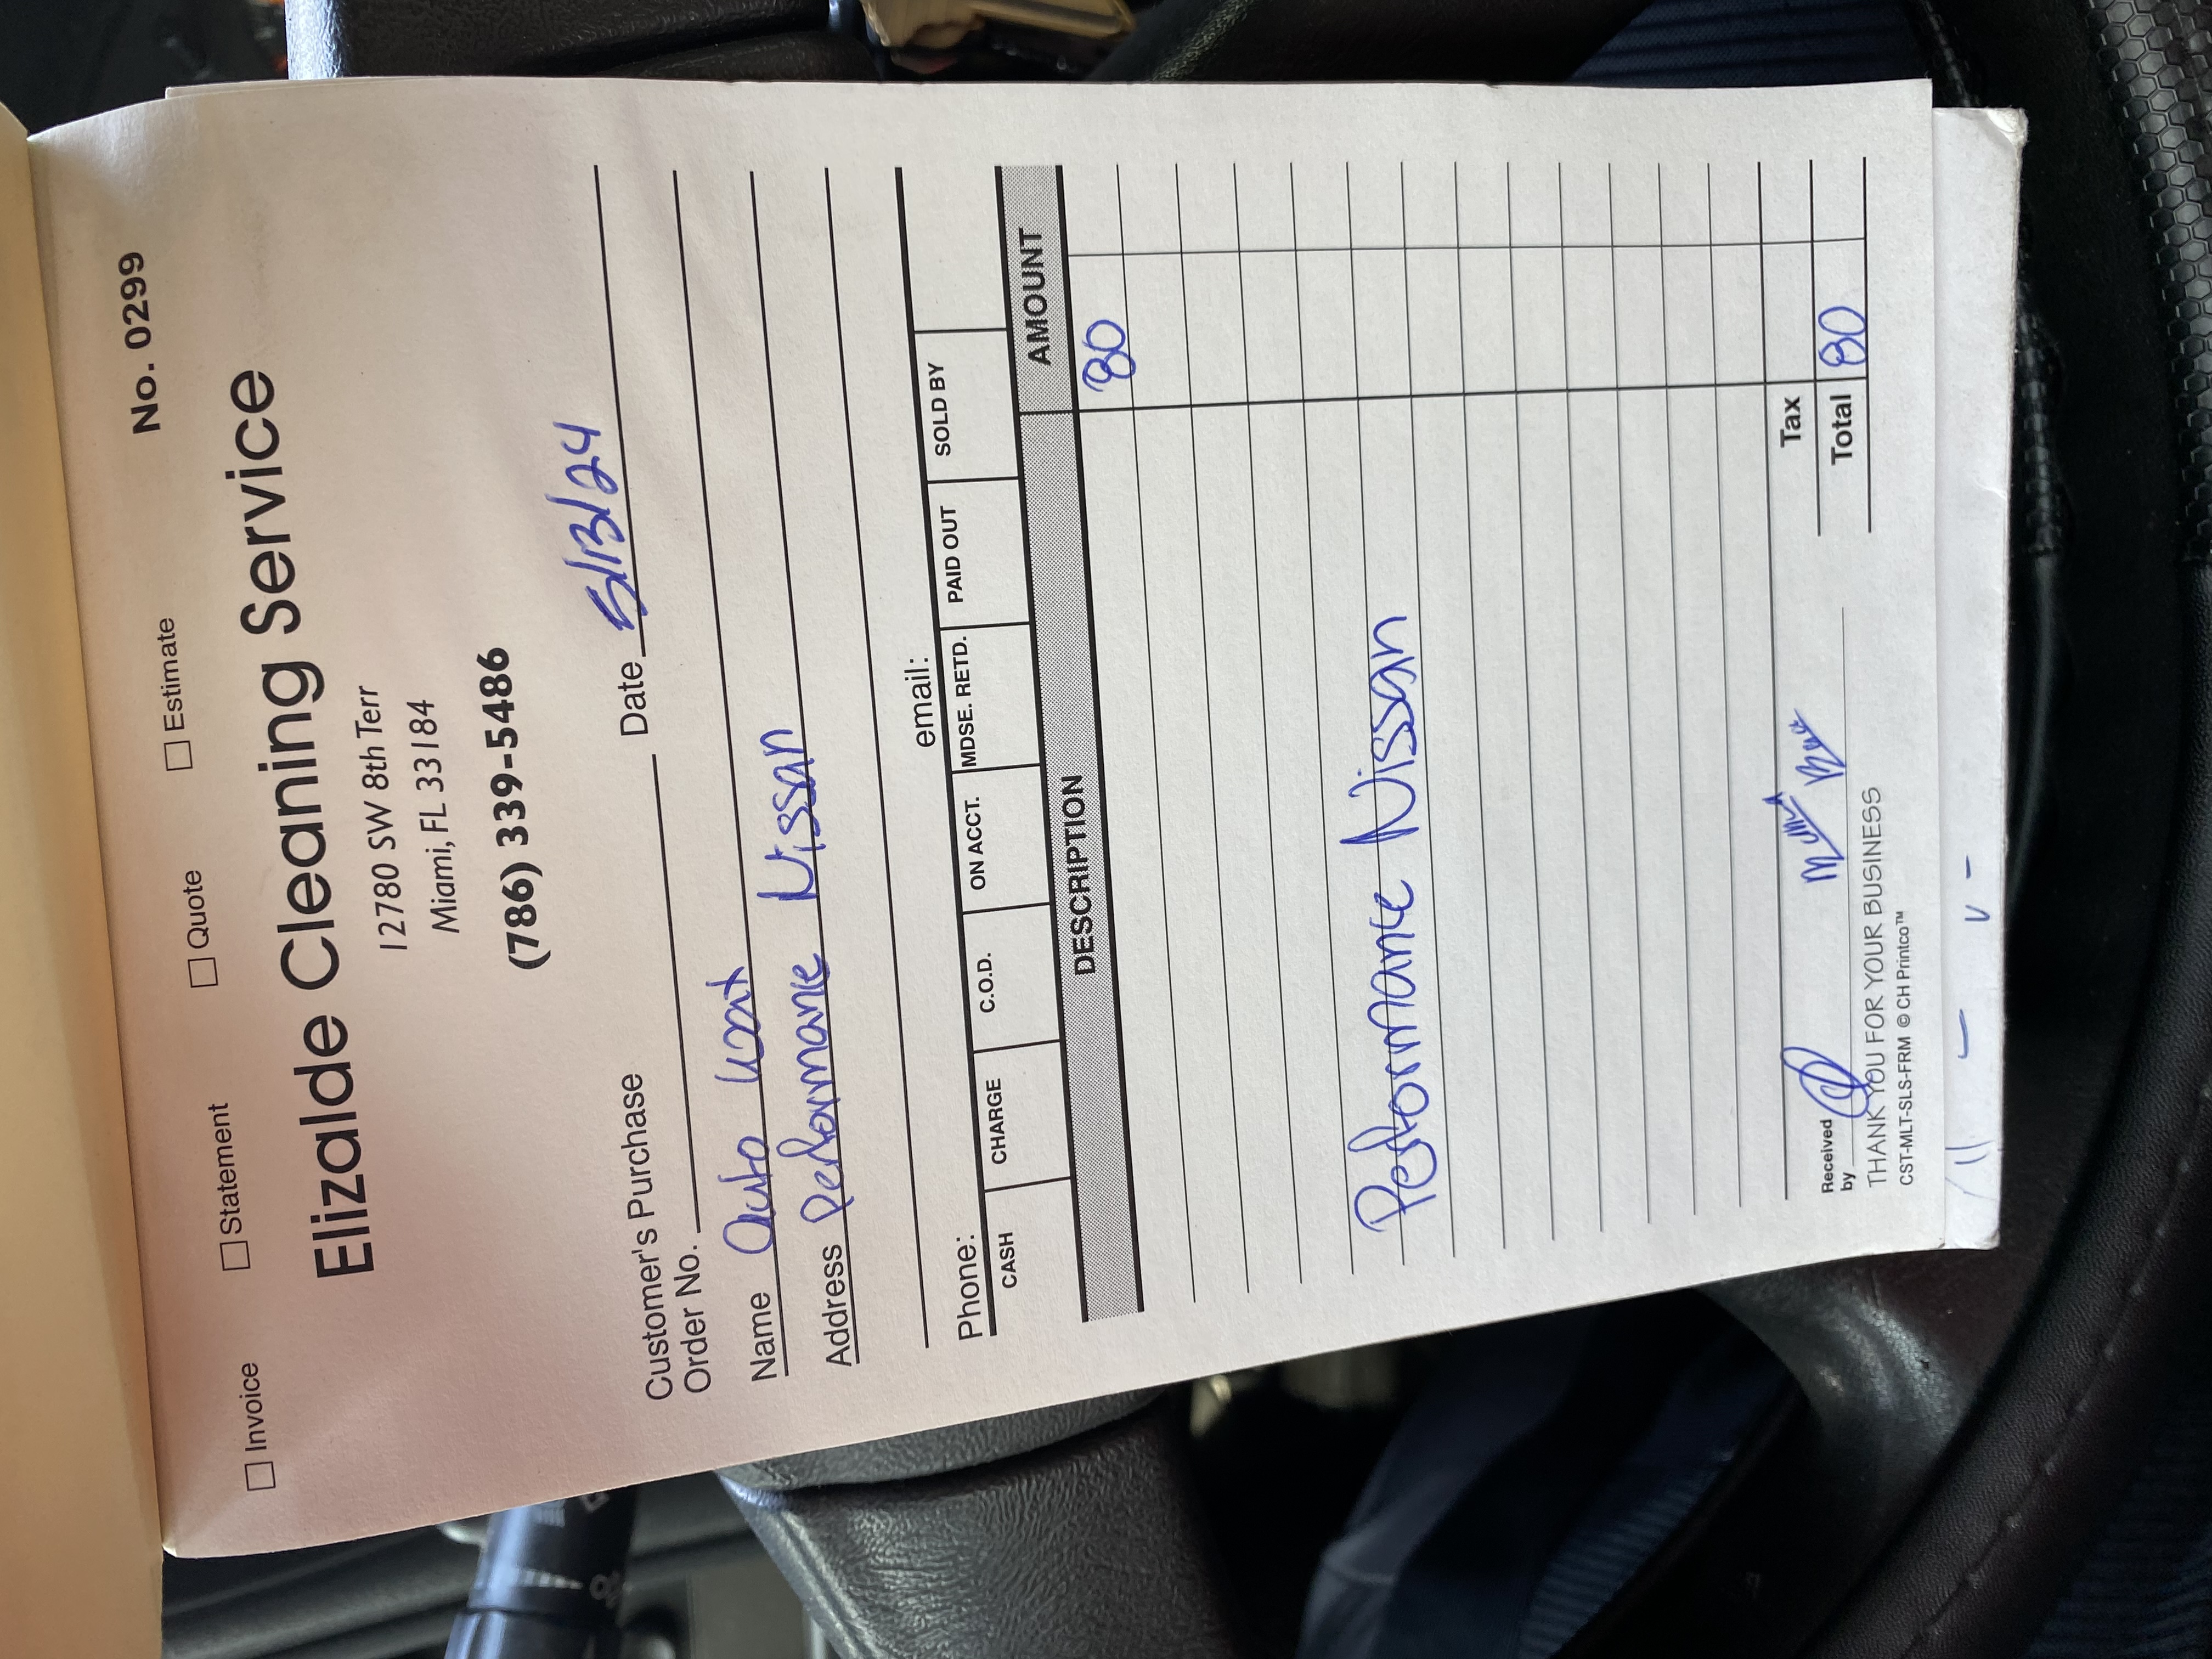 No. 0299
☐ Invoice ☐ Statement ☐ Quote ☐ Estimate
Elizalde Cleaning Service
12780 SW 8th Terr
Miami, FL 33184
(786) 339-5486
Customer's Purchase
Order No. Date 5/13/24
Name Auto
Address Performance Nissan
Phone: email:
CASH CHARGE C.O.D. ON ACCT. MDSE. RETD. PAID OUT SOLD BY
DESCRIPTION AMOUNT
80
Performance Nissan
Tax
Received
by Total 80
THANK YOU FOR YOUR BUSINESS
CST-MLT-SLS-FRM © CH Printco™